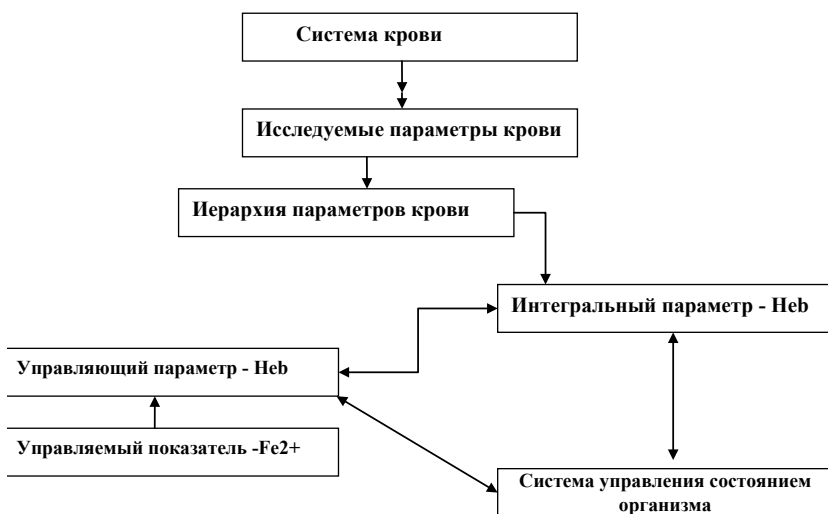 Система крови
Исследуемые параметры крови
Иерархия параметров крови
Интегральный параметр - Heb
Управляющий параметр - Heb
Управляемый показатель -Fe2+
Система управления состоянием
организма